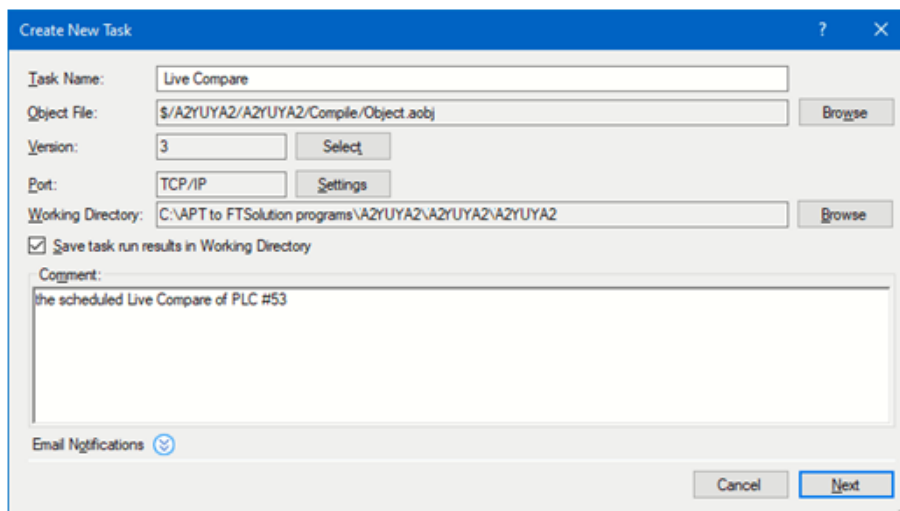 Create New Task ?
Task Name: Live Compare
Object File: $/A2YUYA2/A2YUYA2/Compile/Object.aobj Browse
Version: 3 Select
Port: TCP/IP Settings
Working Directory: C:\APT to FTSolution programs\A2YUYA2\A2YUYA2\A2YUYA2 Browse
Save task run results in Working Directory
Comment:
the scheduled Live Compare of PLC #53
Email Notifications
Cancel Next